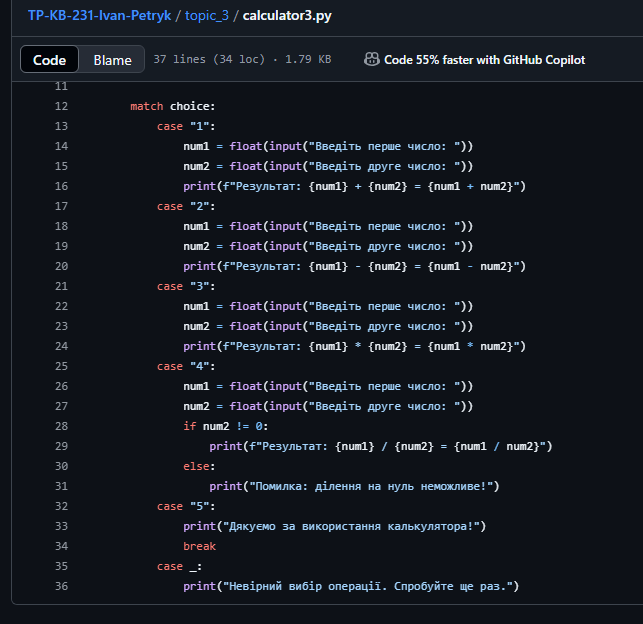 TP-KB-231-Ivan-Petryk / topic_3 / calculator3.py
Code Blame 37 lines (34 loc) · 1.79 KB Code 55% faster with GitHub Copilot
11
12 match choice:
13 case "1":
14 num1 = float(input("Введіть перше число: "))
15 num2 = float(input("Введіть друге число: "))
16 print(f"Результат: {num1} + {num2} = {num1 + num2}")
17 case "2":
18 num1 = float(input("Введіть перше число: "))
19 num2 = float(input("Введіть друге число: "))
20 print(f"Результат: {num1} - {num2} = {num1 - num2}")
21 case "3":
22 num1 = float(input("Введіть перше число: "))
23 num2 = float(input("Введіть друге число: "))
24 print(f"Результат: {num1} * {num2} = {num1 * num2}")
25 case "4":
26 num1 = float(input("Введіть перше число: "))
27 num2 = float(input("Введіть друге число: "))
28 if num2 != 0:
29 print(f"Результат: {num1} / {num2} = {num1 / num2}")
30 else:
31 print("Помилка: ділення на нуль неможливе!")
32 case "5":
33 print("Дякуємо за використання калькулятора!")
34 break
35 case _:
36 print("Невірний вибір операції. Спробуйте ще раз.")